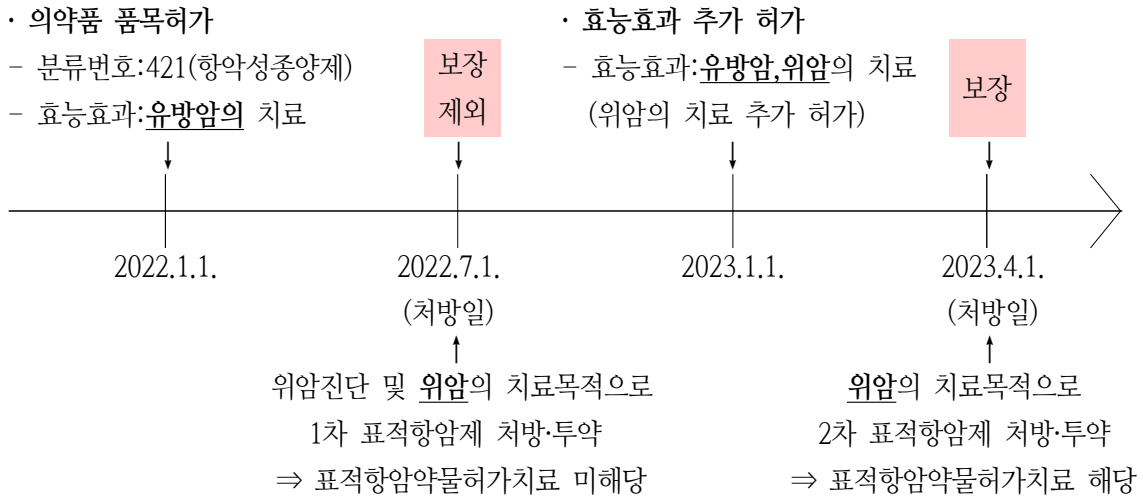 · 의약품 품목허가
- 분류번호:421(항악성종양제)
- 효능효과:유방암의 치료
보장
제외
· 효능효과 추가 허가
- 효능효과:유방암,위암의 치료
(위암의 치료 추가 허가)
보장
2022.1.1.
2022.7.1.
(처방일)
2023.1.1.
2023.4.1.
(처방일)
위암진단 및 위암의 치료목적으로
1차 표적항암제 처방·투약
⇒ 표적항암약물허가치료 미해당
위암의 치료목적으로
2차 표적항암제 처방·투약
⇒ 표적항암약물허가치료 해당